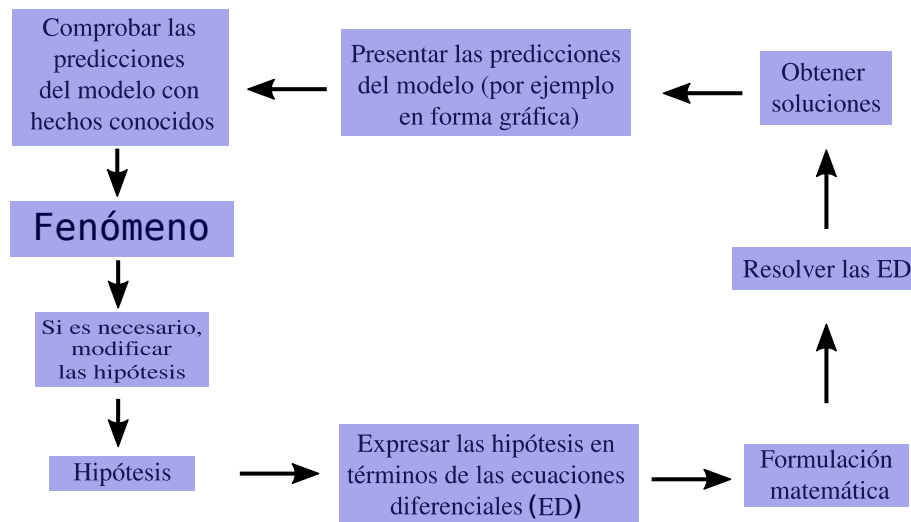 Comprobar las
predicciones
del modelo con
hechos conocidos
Presentar las predicciones
del modelo (por ejemplo
en forma gráfica)
Obtener
soluciones
Fenómeno
Resolver las ED
Si es necesario,
modificar
las hipótesis
Hipótesis
Expresar las hipótesis en
términos de las ecuaciones
diferenciales (ED)
Formulación
matemática